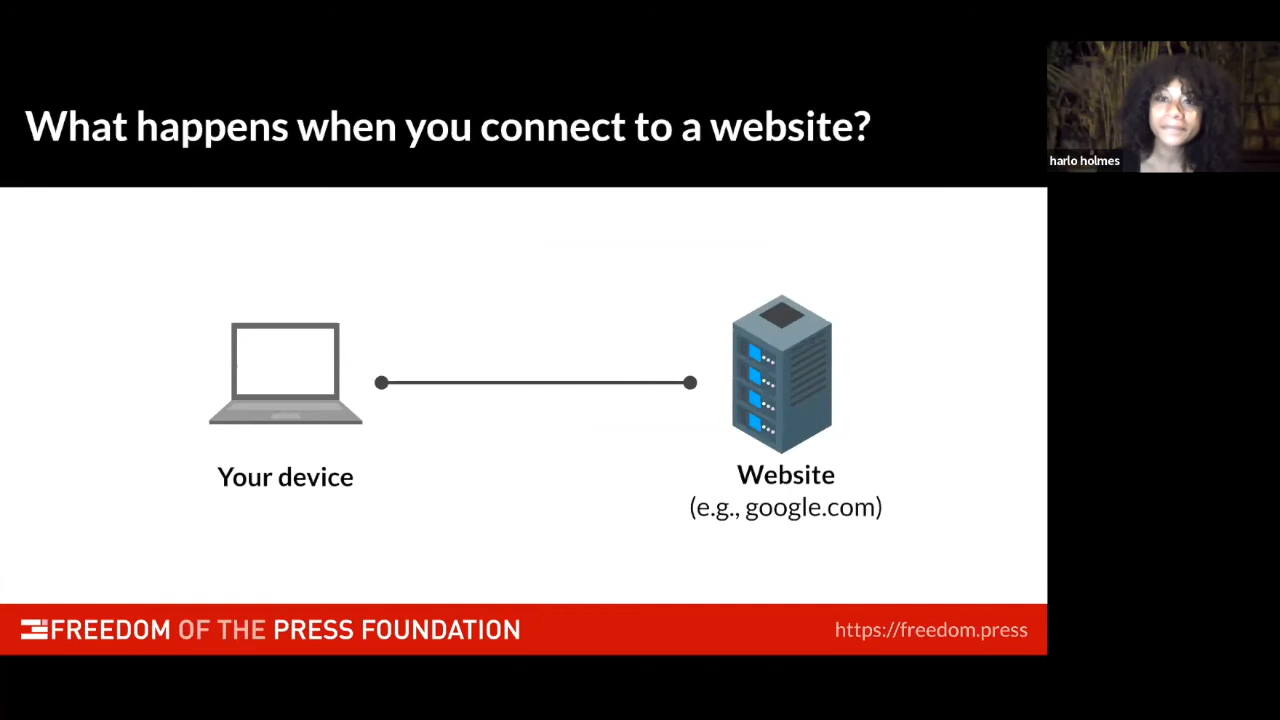 What happens when you connect to a website?
harlo holmes
Your device
Website
(e.g., google.com)
FREEDOM OF THE PRESS FOUNDATION
https://freedom.press